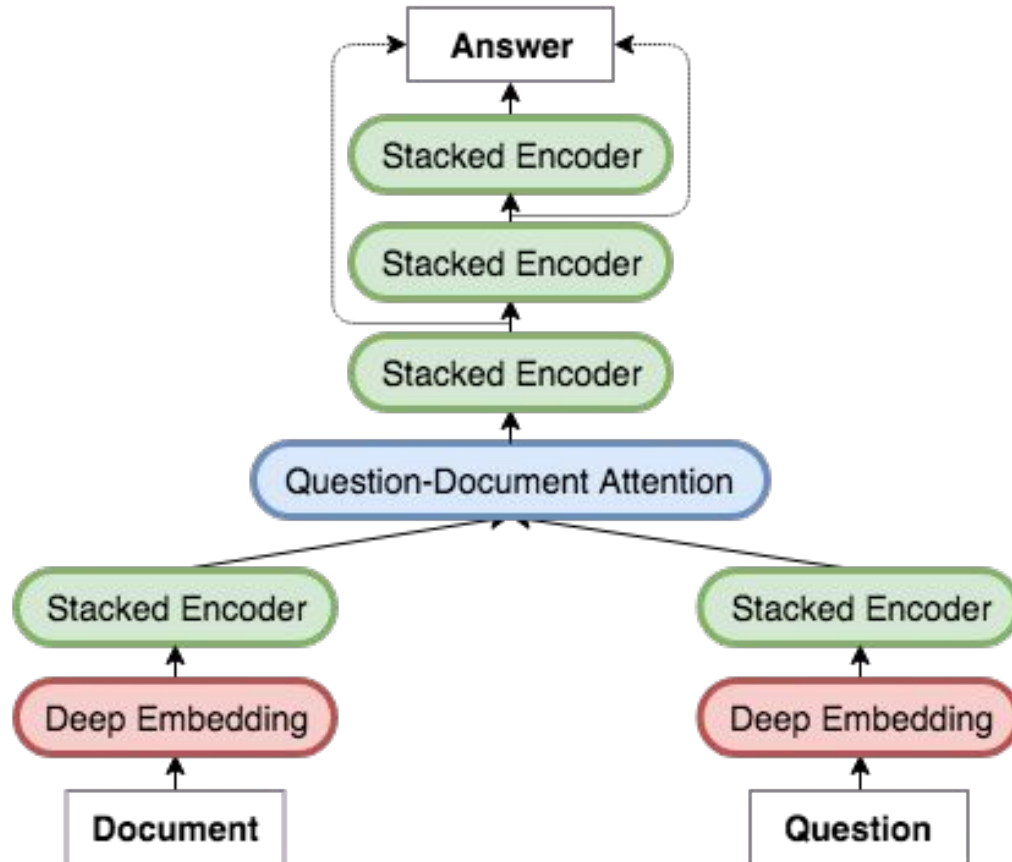 Answer
Stacked Encoder
Stacked Encoder
Stacked Encoder
Question-Document Attention
Stacked Encoder
Stacked Encoder
Deep Embedding
Deep Embedding
Document
Question